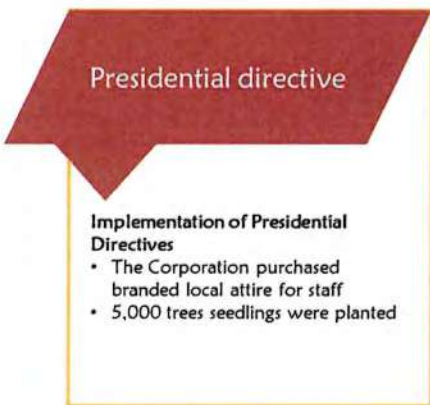 Presidential directive
Implementation of Presidential
Directives
• The Corporation purchased
branded local attire for staff
• 5,000 trees seedlings were planted